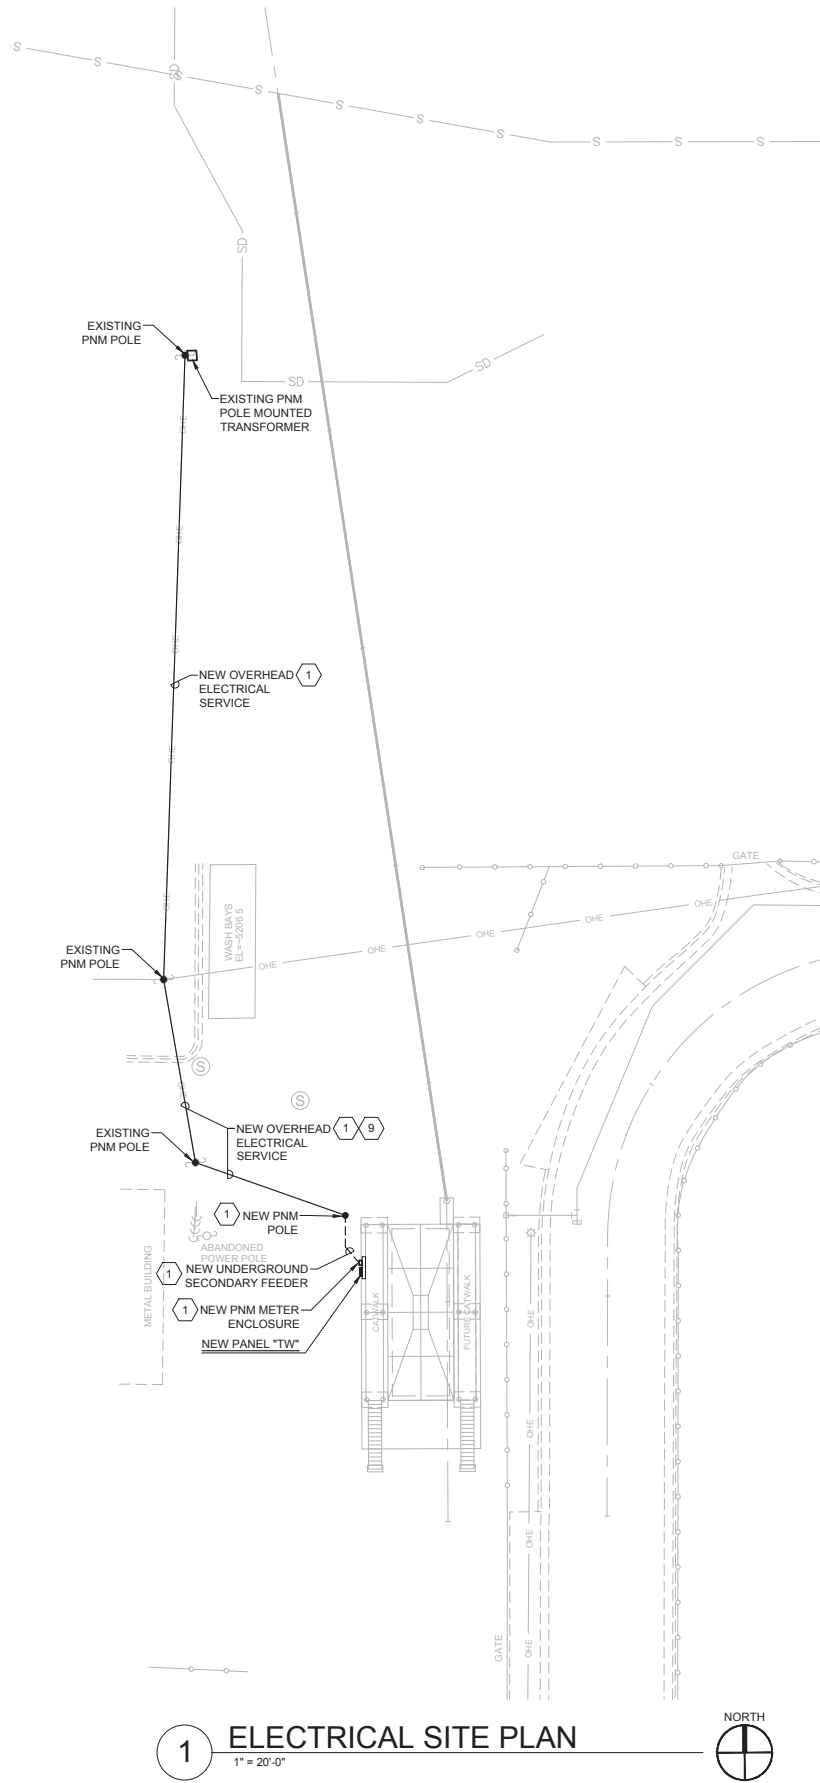 S
S
SD
S
S
S
S
S
S
S
S
SD
SD
SD
EXISTING
PNM POLE
EXISTING PNM
POLE MOUNTED
TRANSFORMER
OHE
OHE
OHE
NEW OVERHEAD 1
ELECTRICAL
SERVICE
OHE
GATE
OHE
WASH BAYS
EL=~5206.5
OHE
OHE
OHE
OHE
OHE
EXISTING
PNM POLE
S
OHE
S
NEW OVERHEAD 1 9
ELECTRICAL
SERVICE
EXISTING
PNM POLE
1 NEW PNM
POLE
ABANDONED
POWER POLE
METAL BUILDING
1 NEW UNDERGROUND
SECONDARY FEEDER
1 NEW PNM METER
ENCLOSURE
NEW PANEL "TW"
CATWALK
FUTURE CATWALK
OHE
OHE
OHE
OHE
GATE
NORTH
1 ELECTRICAL SITE PLAN
1" = 20'-0"